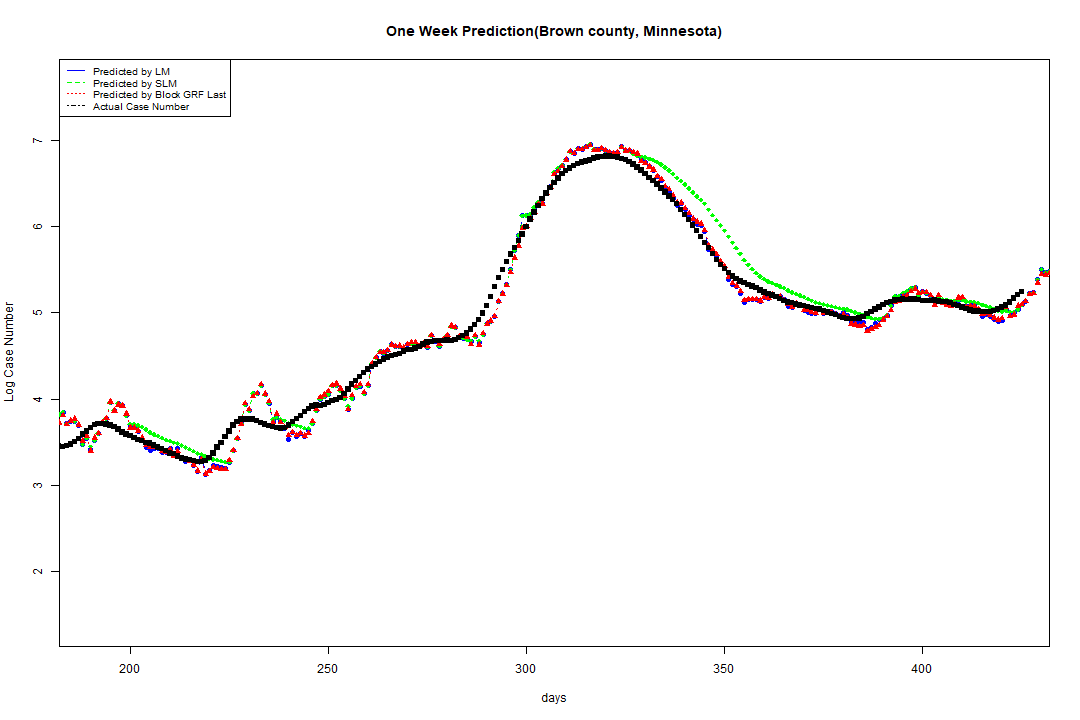 One Week Prediction(Brown county, Minnesota)
Predicted by LM
Predicted by SLM
Predicted by Block GRF Last
Actual Case Number
7
6
5
4
3
2
Log Case Number
200 250 300 350 400
days